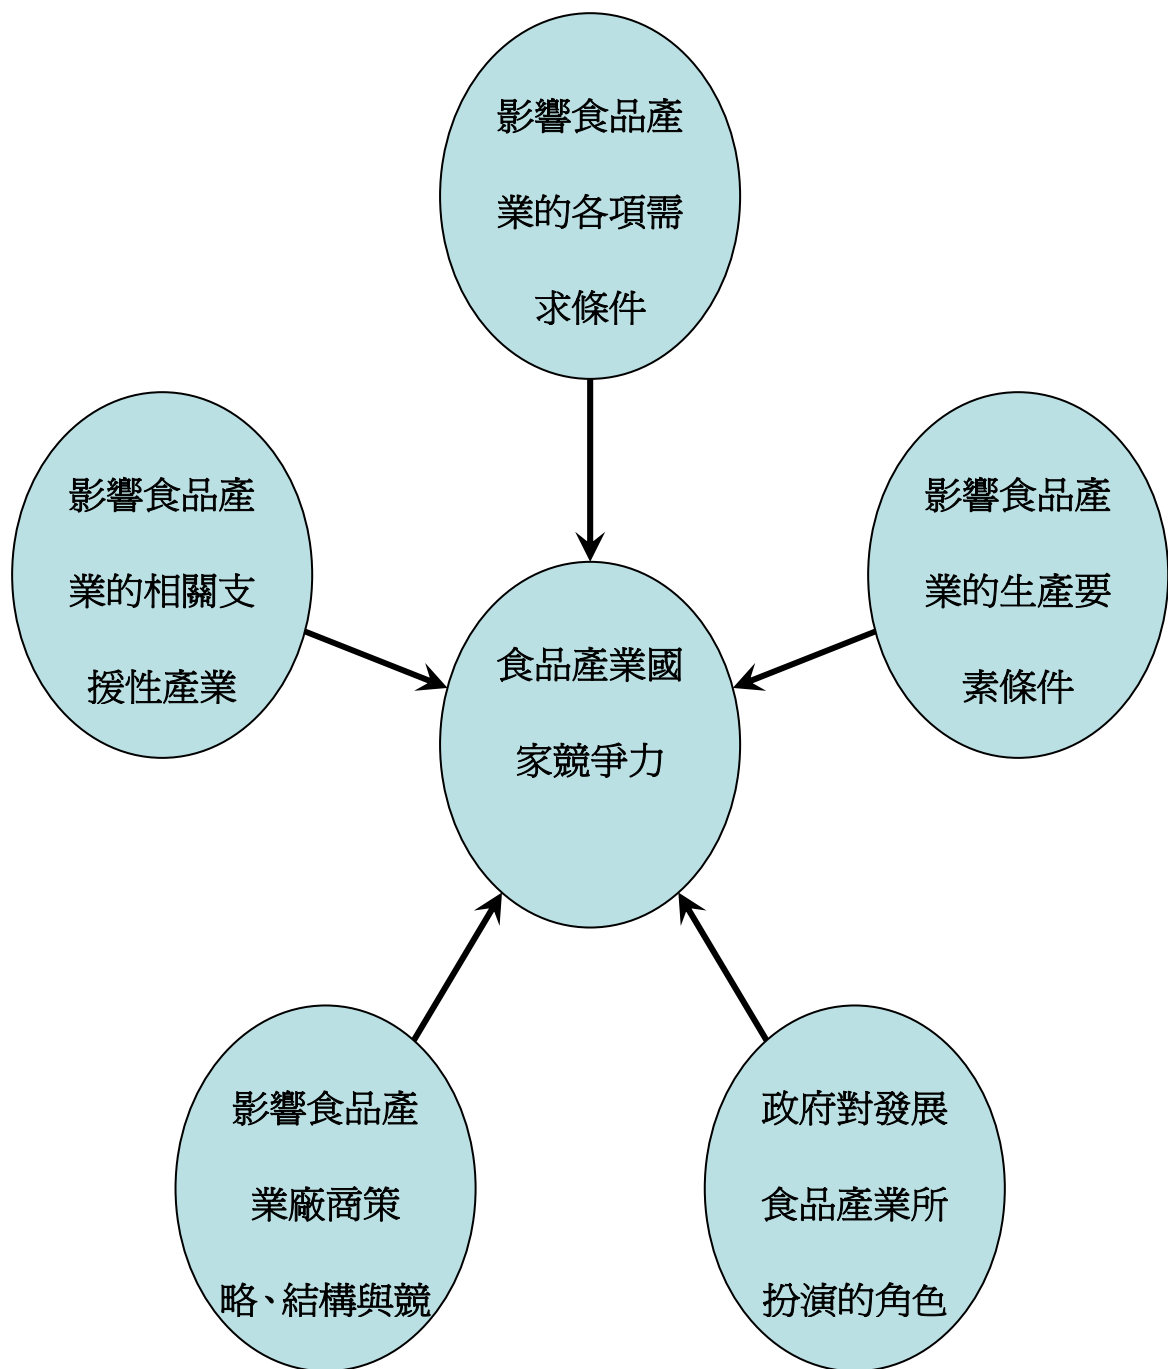 影響食品產
業的各項需
求條件
影響食品產
業的相關支
援性產業
影響食品產
業的生產要
素條件
食品產業國
家競爭力
影響食品產
業廠商策
略、結構與競
政府對發展
食品產業所
扮演的角色